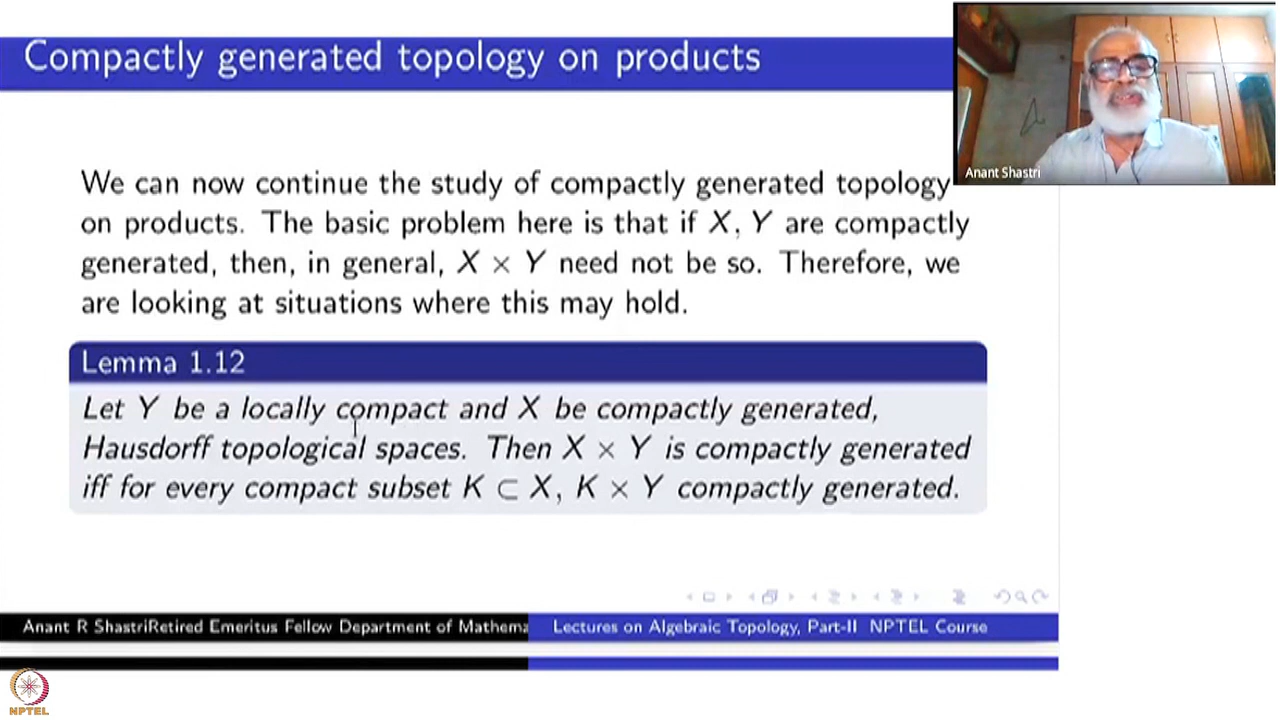 Compactly generated topology on products
Anant Shastri
We can now continue the study of compactly generated topology
on products. The basic problem here is that if X, Y are compactly
generated, then, in general, X × Y need not be so. Therefore, we
are looking at situations where this may hold.
Lemma 1.12
Let Y be a locally compact and X be compactly generated,
Hausdorff topological spaces. Then X × Y is compactly generated
iff for every compact subset K ⊂ X, K × Y compactly generated.
Anant R ShastriRetired Emeritus Fellow Department of Mathema
Lectures on Algebraic Topology, Part-II NPTEL Course
NPTEL